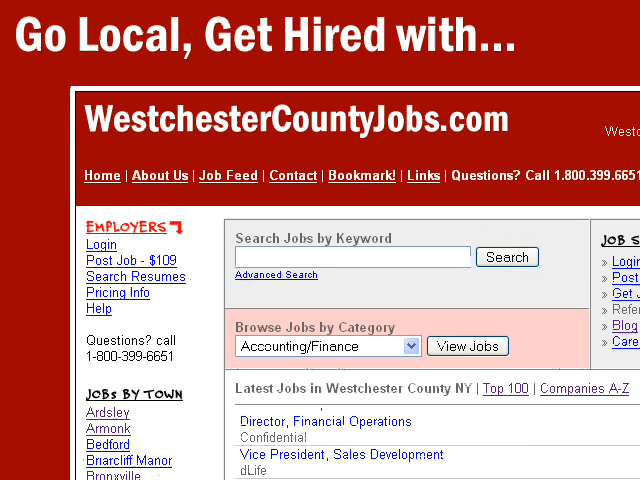 Go Local, Get Hired with...
WestchesterCountyJobs.com
Home | About Us | Job Feed | Contact | Bookmark! | Links | Questions? Call 1.800.399.6651
EMPLOYERS
Login
Post Job - $109
Search Resumes
Pricing Info
Help
Questions? call
1-800-399-6651
JOBS BY TOWN
Ardsley
Armonk
Bedford
Briarcliff Manor
Bronxville
Search Jobs by Keyword
Search
Advanced Search
Browse Jobs by Category
Accounting/Finance View Jobs
Latest Jobs in Westchester County NY | Top 100 | Companies A-Z
Director, Financial Operations
Confidential
Vice President, Sales Development
dLife
JOB S
» Login
» Post
» Get J
» Refer
» Blog
» Care